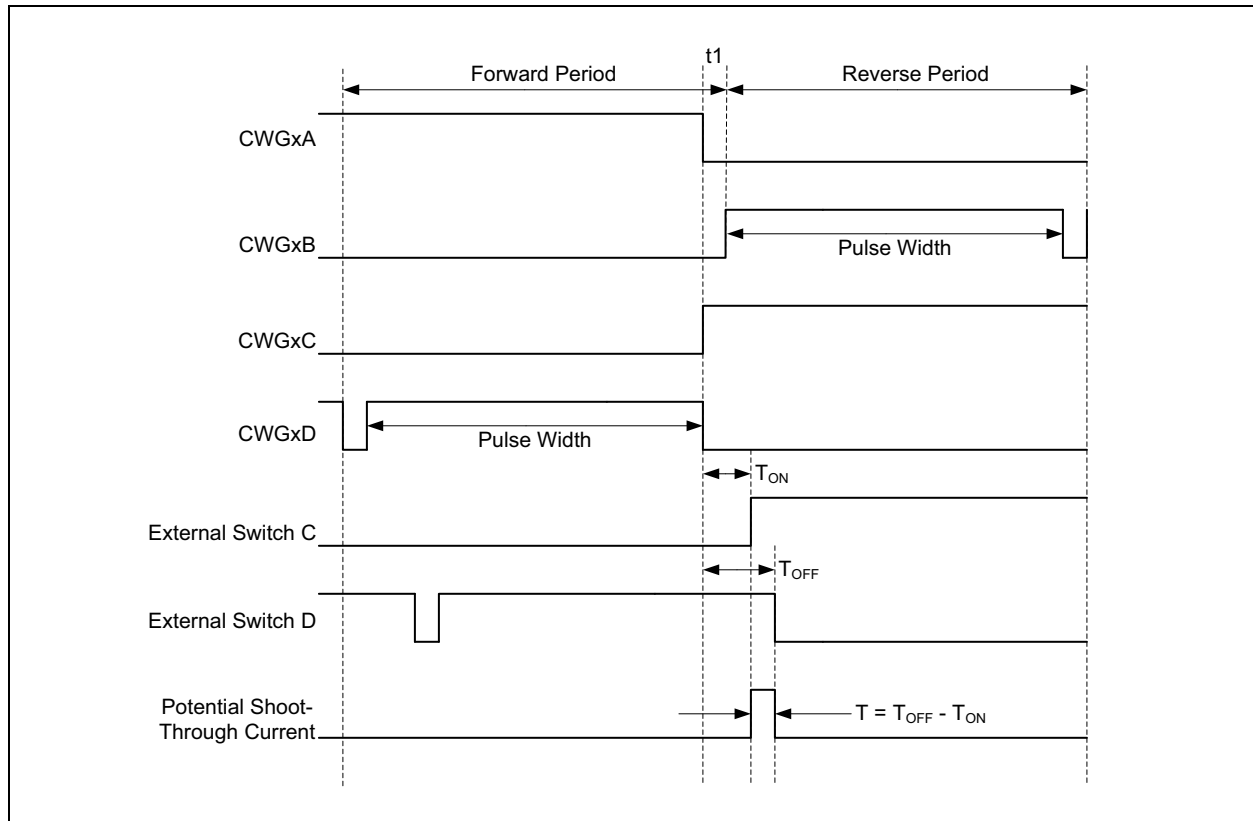 t1
Forward Period
Reverse Period
CWGxA
CWGxB
Pulse Width
CWGxC
CWGxD
Pulse Width
TON
External Switch C
TOFF
External Switch D
Potential Shoot-
Through Current
T = TOFF - TON